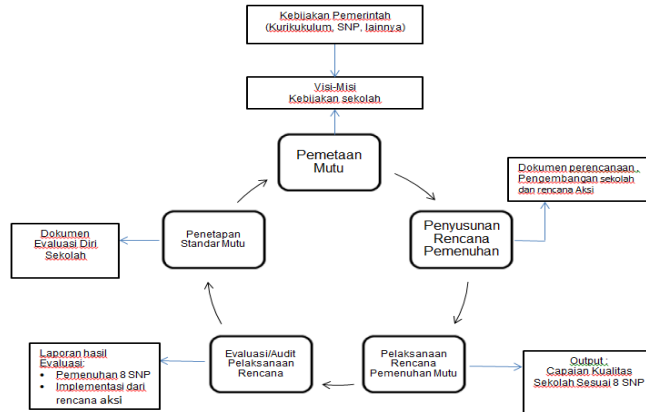 Kebijakan Pemerintah
(Kurikukulum, SNP, lainnya)
Visi-Misi
Kebijakan sekolah
Pemetaan
Mutu
Dokumen perencanaan ,
Pengembangan sekolah
dan rencana Aksi
Penyusunan
Rencana
Pemenuhan
Dokumen
Evaluasi Diri
Sekolah
Penetapan
Standar Mutu
Laporan hasil
Evaluasi:
• Pemenuhan 8 SNP
• Implementasi dari
rencana aksi
Evaluasi/Audit
Pelaksanaan
Rencana
Pelaksanaan
Rencana
Pemenuhan Mutu
Output :
Capaian Kualitas
Sekolah Sesuai 8 SNP